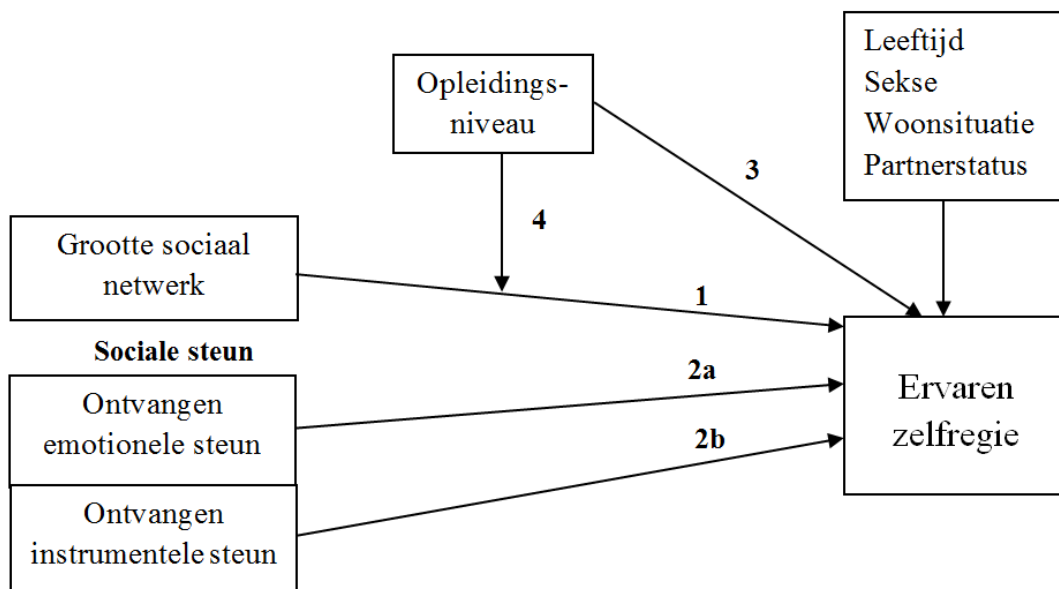 Opleidings-
niveau
Leeftijd
Sekse
Woonsituatie
Partnerstatus
3
4
Grootte sociaal
netwerk
1
Sociale steun
2a
Ontvangen
emotionele steun
2b
Ervaren
zelfregie
Ontvangen
instrumentele steun